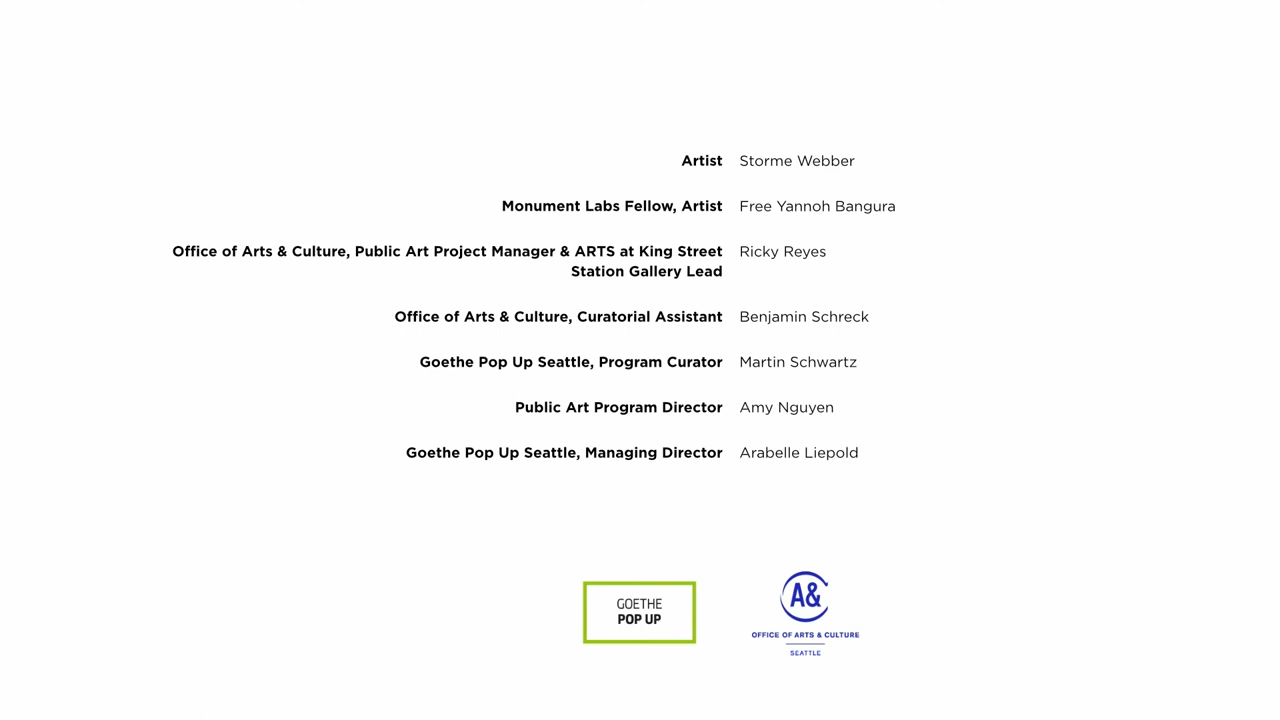 Artist Storme Webber
Monument Labs Fellow, Artist Free Yannoh Bangura
Office of Arts & Culture, Public Art Project Manager & ARTS at King Street Ricky Reyes
Station Gallery Lead
Office of Arts & Culture, Curatorial Assistant Benjamin Schreck
Goethe Pop Up Seattle, Program Curator Martin Schwartz
Public Art Program Director Amy Nguyen
Goethe Pop Up Seattle, Managing Director Arabelle Liepold
GOETHE
POP UP
A&
OFFICE OF ARTS & CULTURE
SEATTLE